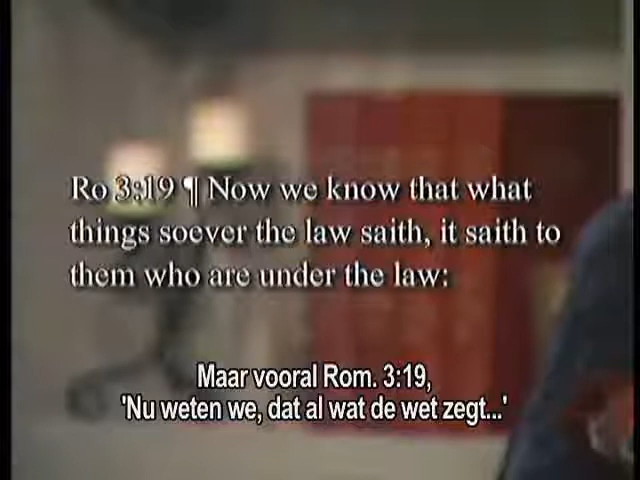 Ro 3:19 ¶ Now we know that what
things soever the law saith, it saith to
them who are under the law:
Maar vooral Rom. 3:19,
'Nu weten we, dat al wat de wet zegt...'